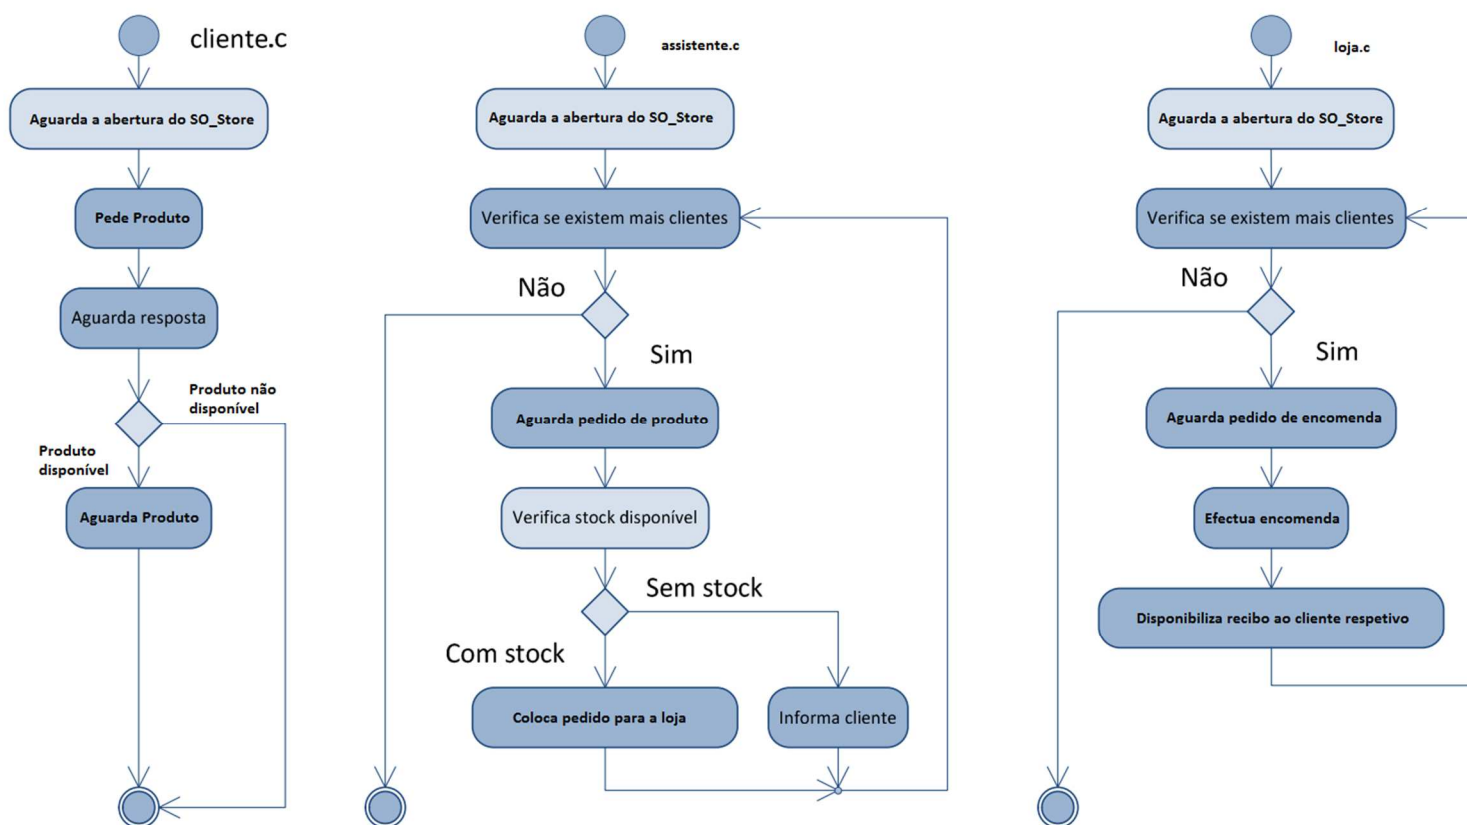 cliente.c
Aguarda a abertura do SO_Store
Pede Produto
Aguarda resposta
Produto não
disponível
Produto
disponível
Aguarda Produto
assistente.c
Aguarda a abertura do SO_Store
Verifica se existem mais clientes
Não
Sim
Aguarda pedido de produto
Verifica stock disponível
Sem stock
Com stock
Coloca pedido para a loja
Informa cliente
loja.c
Aguarda a abertura do SO_Store
Verifica se existem mais clientes
Não
Sim
Aguarda pedido de encomenda
Efectua encomenda
Disponibiliza recibo ao cliente respetivo